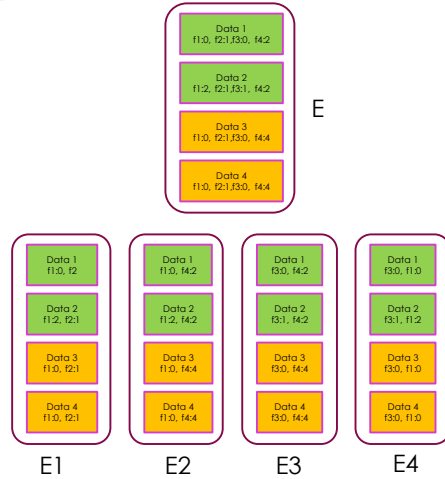 Data 1
f1:0, f2:1,f3:0, f4:2
Data 2
f1:2, f2:1,f3:1, f4:2
Data 3
f1:0, f2:1,f3:0, f4:4
Data 4
f1:0, f2:1,f3:0, f4:4
E
Data 1
f1:0, f2
Data 2
f1:2, f2:1
Data 3
f1:0, f2:1
Data 4
f1:0, f2:1
E1
Data 1
f1:0, f4:2
Data 2
f1:2, f4:2
Data 3
f1:0, f4:4
Data 4
f1:0, f4:4
E2
Data 1
f3:0, f4:2
Data 2
f3:1, f4:2
Data 3
f3:0, f4:4
Data 4
f3:0, f4:4
E3
Data 1
f3:0, f1:0
Data 2
f3:1, f1:2
Data 3
f3:0, f1:0
Data 4
f3:0, f1:0
E4